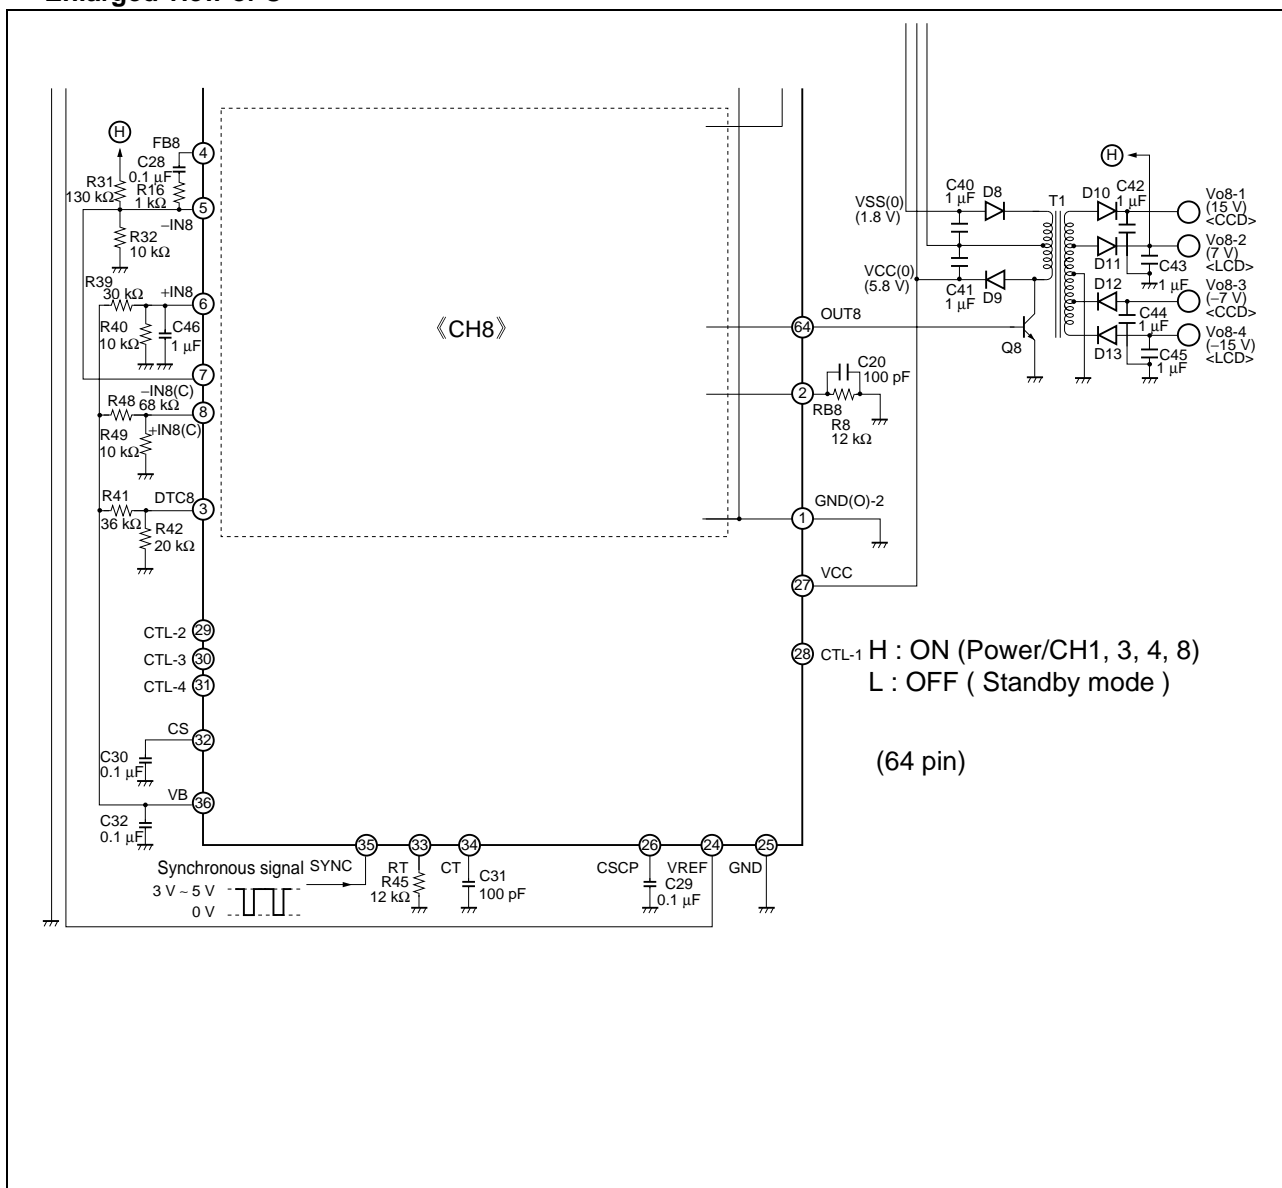 H
FB8
4
C28
0.1 µF
R31
130 kΩ
R16
1 kΩ
5
−IN8
R32
10 kΩ
R39
30 kΩ
+IN8
6
R40
10 kΩ
C46
1 µF
7
−IN8(C)
R48
68 kΩ
8
+IN8(C)
R49
10 kΩ
R41
36 kΩ
DTC8
3
R42
20 kΩ
CTL-2
29
CTL-3
30
CTL-4
31
CS
32
C30
0.1 µF
VB
36
C32
0.1 µF
《CH8》
64
OUT8
2
C20
100 pF
RB8
R8
12 kΩ
GND(O)-2
1
VCC
27
28
CTL-1
H : ON (Power/CH1, 3, 4, 8)
L : OFF ( Standby mode )
(64 pin)
VSS(0)
(1.8 V)
C40
1 µF
D8
VCC(0)
(5.8 V)
C41
1 µF
D9
T1
Q8
H
D10
C42
1 µF
Vo8-1
(15 V)
<CCD>
D11
C43
1 µF
Vo8-2
(7 V)
<LCD>
D12
C44
1 µF
Vo8-3
(−7 V)
<CCD>
D13
C45
1 µF
Vo8-4
(−15 V)
<LCD>
Synchronous signal
SYNC
3 V ~ 5 V
0 V
35
33
RT
R45
12 kΩ
34
CT
C31
100 pF
26
CSCP
C29
0.1 µF
24
VREF
25
GND